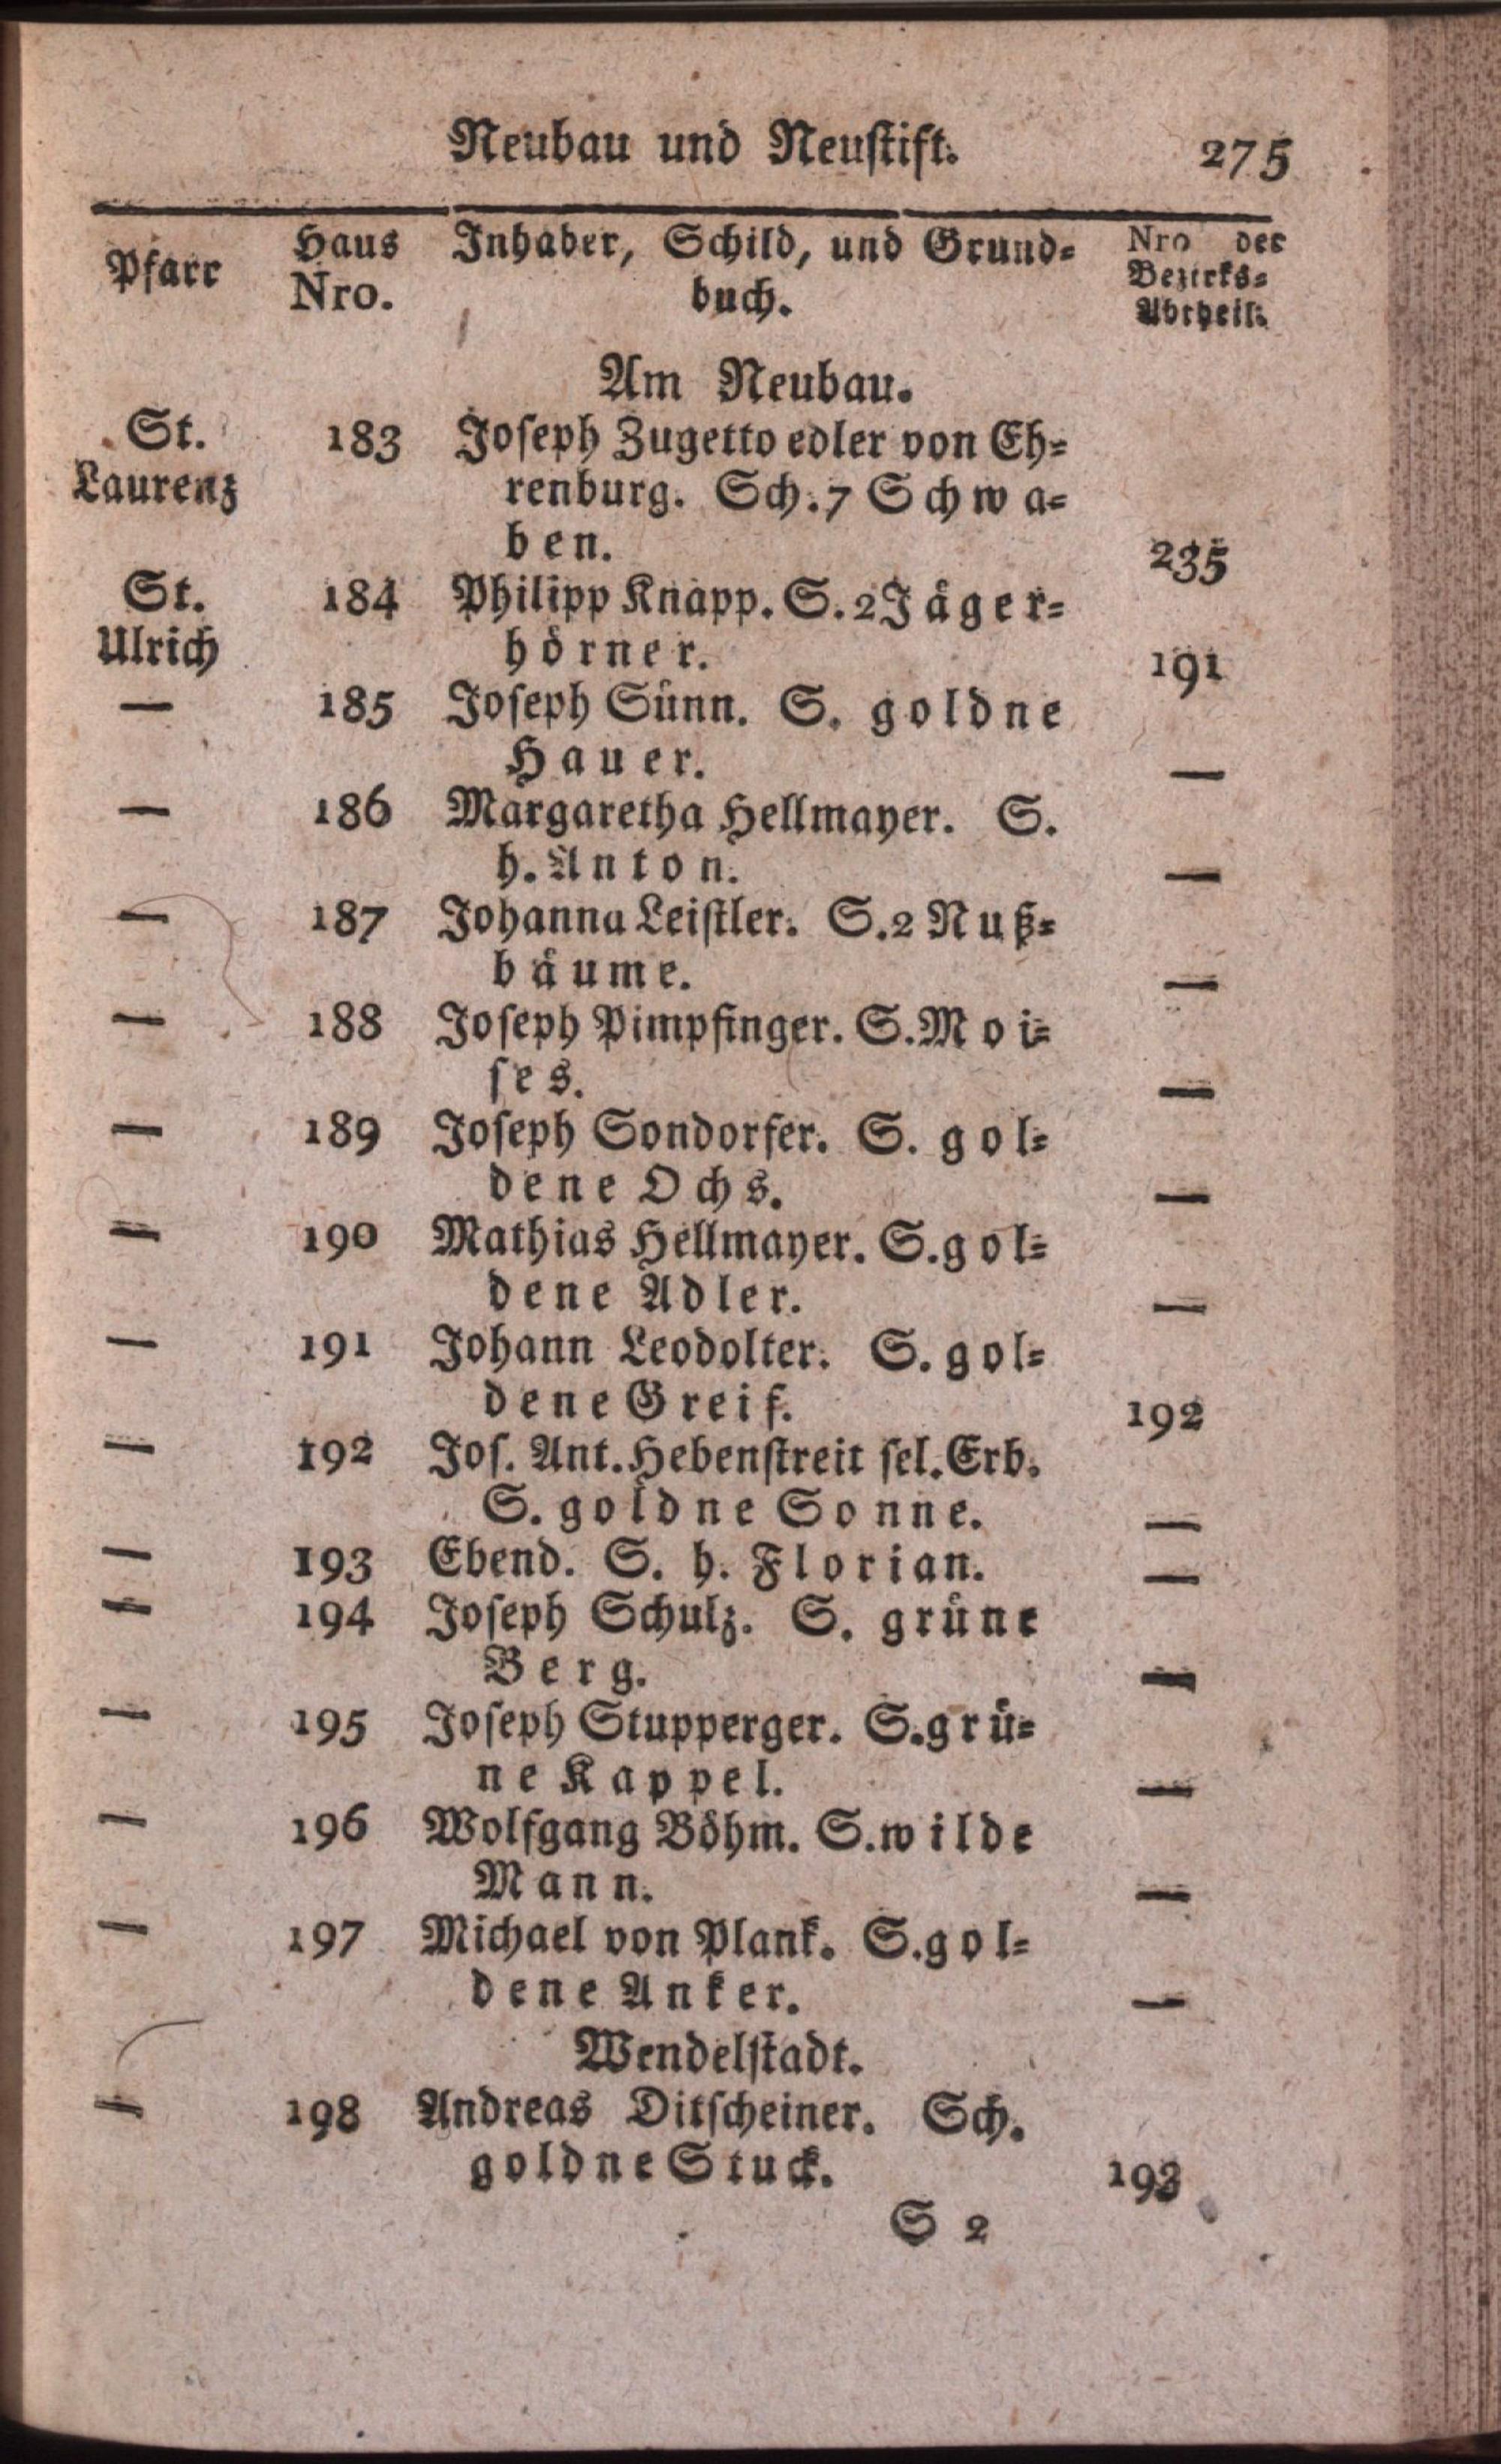 Neubau und Neustift. 275
Pfarr Haus Nro. Inhaber, Schild, und Grund= buch. Nro der Bezirks= Abtheil.
Am Neubau.
St. 183 Joseph Zugetto edler von Eh=
Laurenz renburg. Sch. 7 Schwa=
ben. 235
St. 184 Philipp Knapp. S. 2 Jäger=
Ulrich hörner. 191
— 185 Joseph Sünn. S. goldne
Hauer. —
— 186 Margaretha Hellmayer. S.
h. Anton. —
— 187 Johanna Leistler. S. 2 Nuß=
bäume. —
— 188 Joseph Pimpfinger. S. Moi=
ses. —
— 189 Joseph Sondorfer. S. gol=
dene Ochs. —
— 190 Mathias Hellmayer. S. gol=
dene Adler. —
— 191 Johann Leodolter. S. gol=
dene Greif. 192
— 192 Jos. Ant. Hebenstreit sel. Erb.
S. goldne Sonne. —
— 193 Ebend. S. h. Florian. —
— 194 Joseph Schulz. S. grüne
Berg. —
— 195 Joseph Stupperger. S. grü=
ne Kappel. —
— 196 Wolfgang Böhm. S. wilde
Mann. —
— 197 Michael von Plank. S. gol=
dene Anker. —
Wendelstadt.
— 198 Andreas Ditscheiner. Sch.
goldne Stuck. 193
S 2